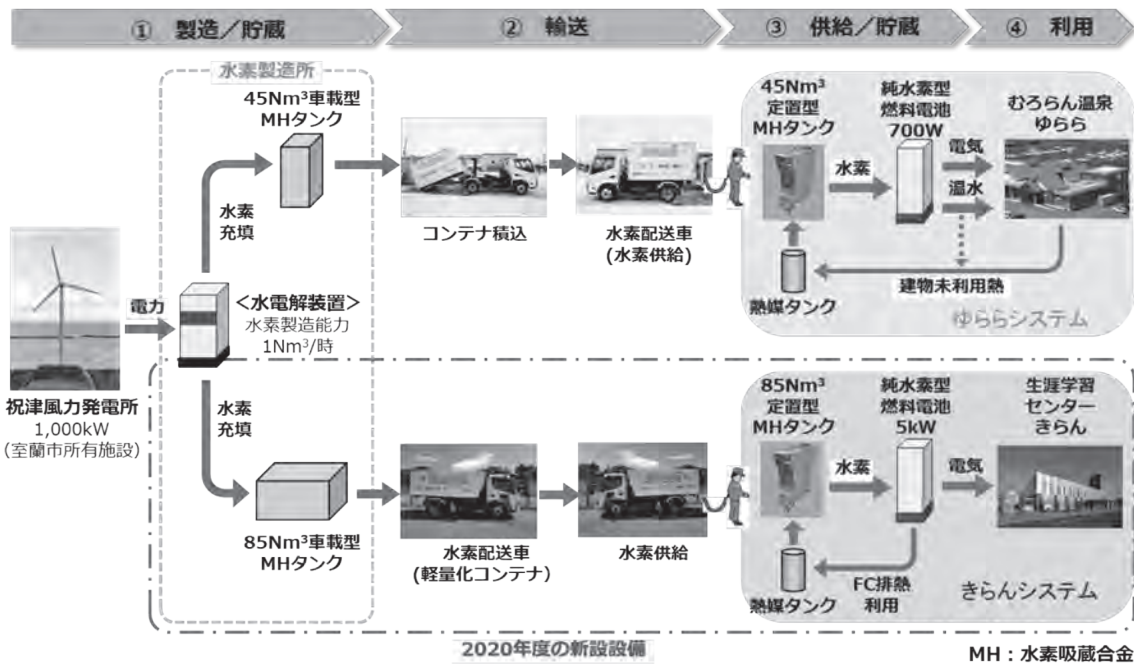 ① 製造／貯蔵
② 輸送
③ 供給／貯蔵
④ 利用
水素製造所
45Nm³車載型
MHタンク
水素
充填
祝津風力発電所
1,000kW
(室蘭市所有施設)
電力
<水電解装置>
水素製造能力
1Nm³/時
水素
充填
85Nm³車載型
MHタンク
コンテナ積込
水素配送車
(水素供給)
45Nm³
定置型
MHタンク
水素
純水素型
燃料電池
700W
電気
温水
むろらん温泉
ゆらら
熱媒タンク
建物未利用熱
ゆららシステム
水素配送車
(軽量化コンテナ)
水素供給
85Nm³
定置型
MHタンク
水素
純水素型
燃料電池
5kW
電気
生涯学習
センター
きらん
熱媒タンク
FC排熱
利用
きらんシステム
2020年度の新設設備
MH：水素吸蔵合金